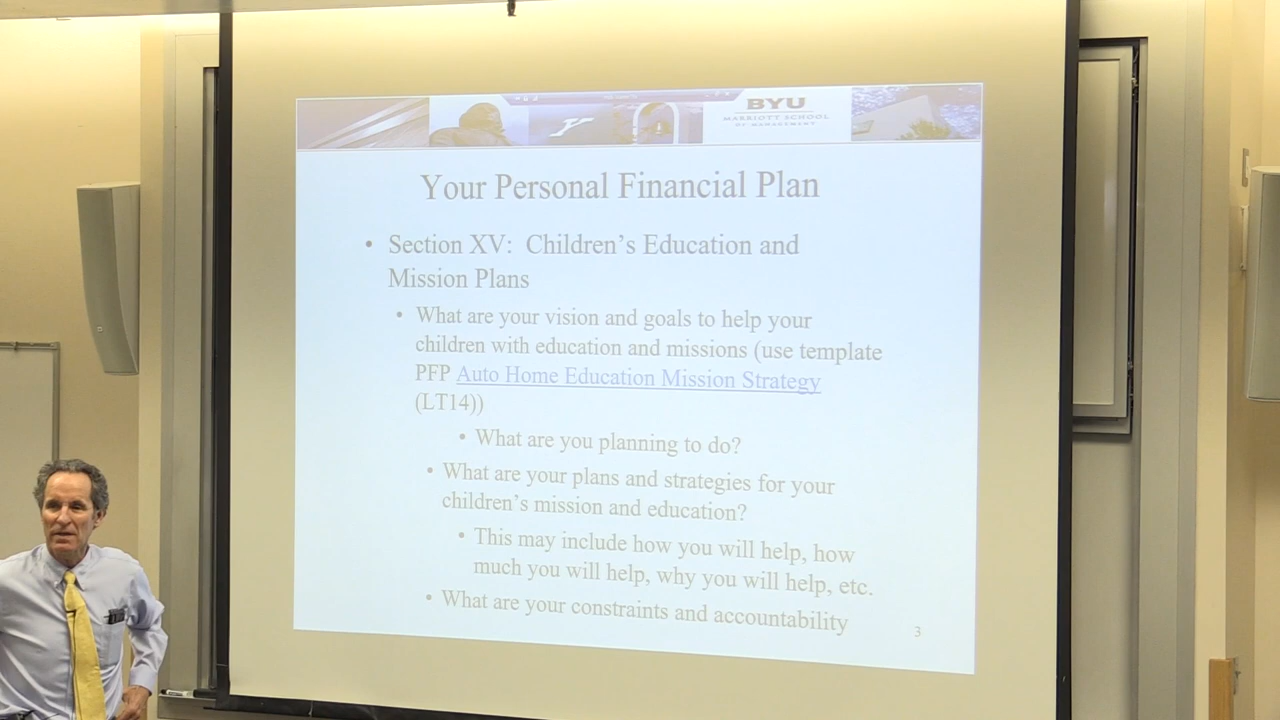 Y
BYU
MARRIOTT SCHOOL
OF MANAGEMENT
Your Personal Financial Plan
• Section XV: Children's Education and
Mission Plans
• What are your vision and goals to help your
children with education and missions (use template
PFP Auto Home Education Mission Strategy
(LT14))
• What are you planning to do?
• What are your plans and strategies for your
children's mission and education?
• This may include how you will help, how
much you will help, why you will help, etc.
• What are your constraints and accountability
3